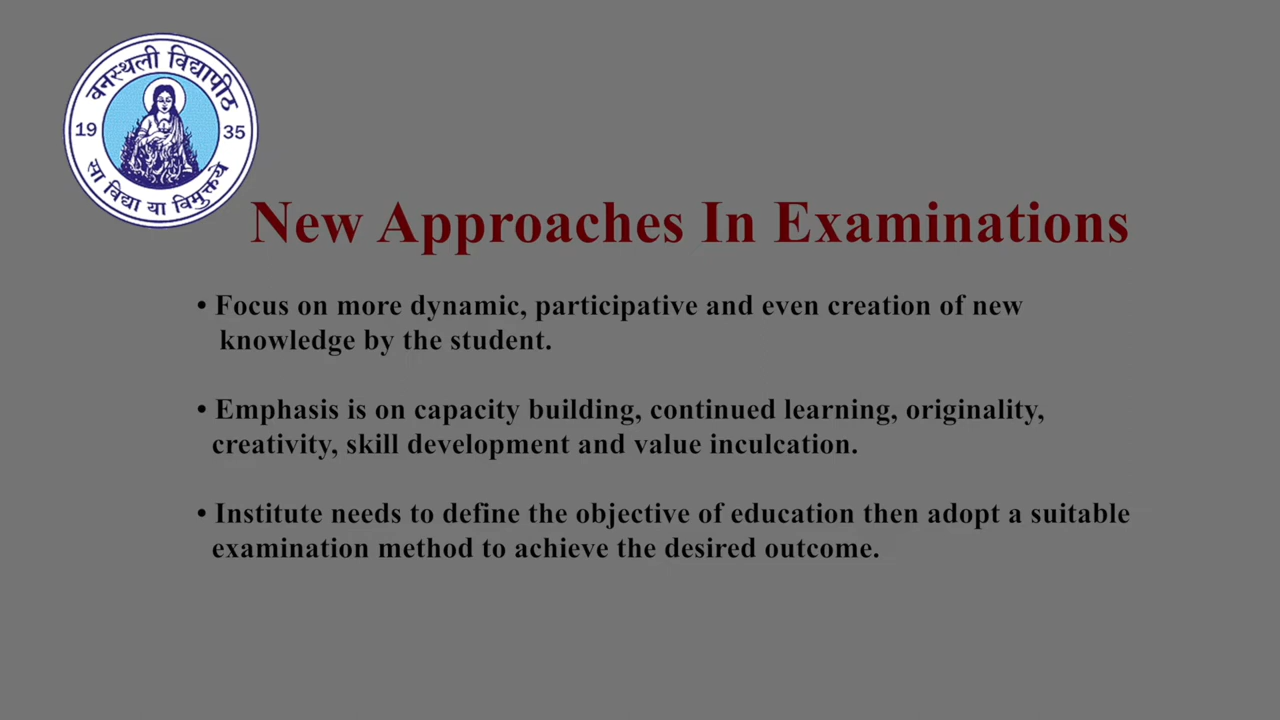 वनस्थली विद्यापीठ
19 35
सा विद्या या विमुक्तये
New Approaches In Examinations
• Focus on more dynamic, participative and even creation of new
knowledge by the student.
• Emphasis is on capacity building, continued learning, originality,
creativity, skill development and value inculcation.
• Institute needs to define the objective of education then adopt a suitable
examination method to achieve the desired outcome.